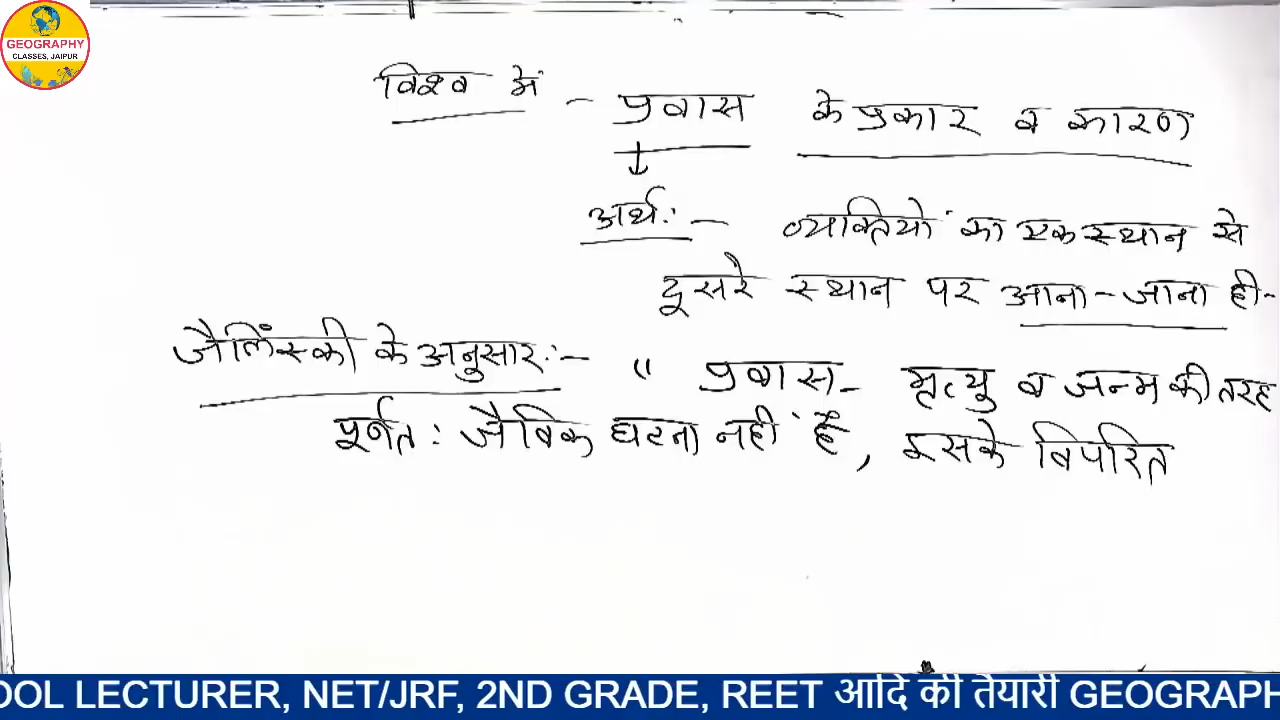 GEOGRAPHY
CLASSES, JAIPUR
विश्व में - प्रवास के प्रकार व कारण
अर्थ:- व्यक्तियों का एक स्थान से
दूसरे स्थान पर आना-जाना ही-
जैलिंस्की के अनुसार:- " प्रवास- मृत्यु व जन्म की तरह
पूर्णत: जैविक घटना नहीं है, इसके विपरित
OOL LECTURER, NET/JRF, 2ND GRADE, REET आदि की तैयारी GEOGRAPH